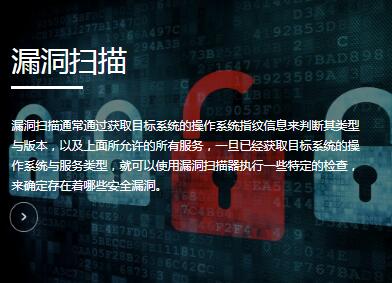 漏洞扫描
漏洞扫描通常通过获取目标系统的操作系统指纹信息来判断其类型
与版本，以及上面所允许的所有服务，一旦已经获取目标系统的操
作系统与服务类型，就可以使用漏洞扫描器执行一些特定的检查，
来确定存在着哪些安全漏洞。